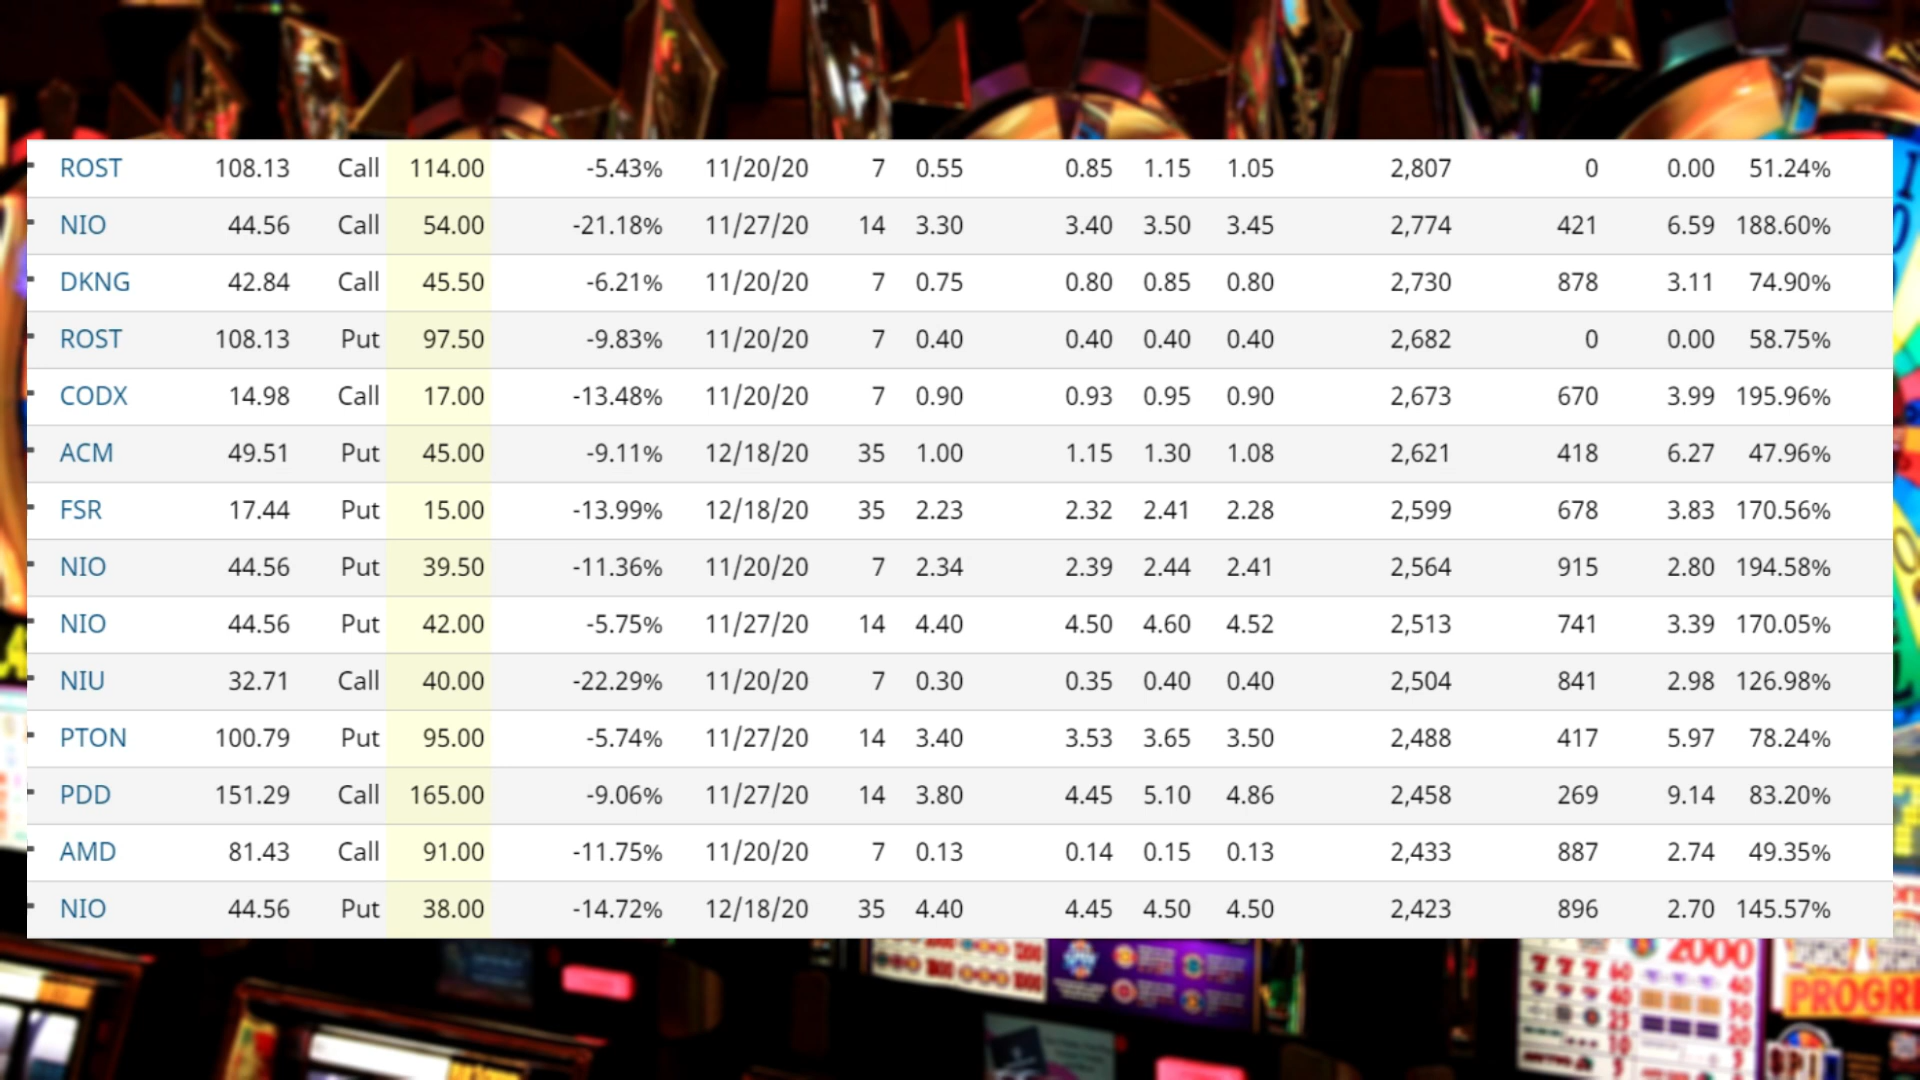 ROST 108.13 Call 114.00 -5.43% 11/20/20 7 0.55 0.85 1.15 1.05 2,807 0 0.00 51.24%
NIO 44.56 Call 54.00 -21.18% 11/27/20 14 3.30 3.40 3.50 3.45 2,774 421 6.59 188.60%
DKNG 42.84 Call 45.50 -6.21% 11/20/20 7 0.75 0.80 0.85 0.80 2,730 878 3.11 74.90%
ROST 108.13 Put 97.50 -9.83% 11/20/20 7 0.40 0.40 0.40 0.40 2,682 0 0.00 58.75%
CODX 14.98 Call 17.00 -13.48% 11/20/20 7 0.90 0.93 0.95 0.90 2,673 670 3.99 195.96%
ACM 49.51 Put 45.00 -9.11% 12/18/20 35 1.00 1.15 1.30 1.08 2,621 418 6.27 47.96%
FSR 17.44 Put 15.00 -13.99% 12/18/20 35 2.23 2.32 2.41 2.28 2,599 678 3.83 170.56%
NIO 44.56 Put 39.50 -11.36% 11/20/20 7 2.34 2.39 2.44 2.41 2,564 915 2.80 194.58%
NIO 44.56 Put 42.00 -5.75% 11/27/20 14 4.40 4.50 4.60 4.52 2,513 741 3.39 170.05%
NIU 32.71 Call 40.00 -22.29% 11/20/20 7 0.30 0.35 0.40 0.40 2,504 841 2.98 126.98%
PTON 100.79 Put 95.00 -5.74% 11/27/20 14 3.40 3.53 3.65 3.50 2,488 417 5.97 78.24%
PDD 151.29 Call 165.00 -9.06% 11/27/20 14 3.80 4.45 5.10 4.86 2,458 269 9.14 83.20%
AMD 81.43 Call 91.00 -11.75% 11/20/20 7 0.13 0.14 0.15 0.13 2,433 887 2.74 49.35%
NIO 44.56 Put 38.00 -14.72% 12/18/20 35 4.40 4.45 4.50 4.50 2,423 896 2.70 145.57%
2000
PROGR